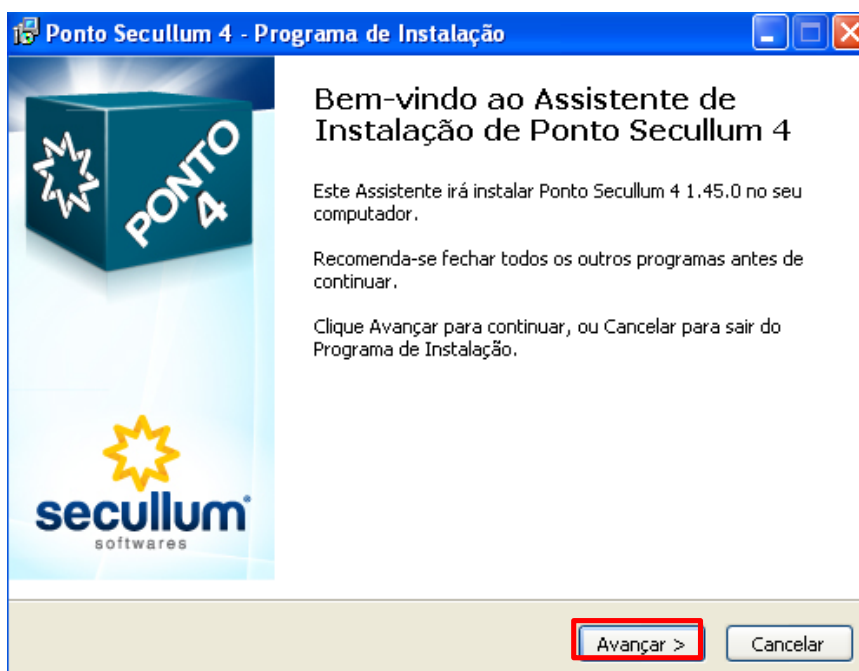 Ponto Secullum 4 - Programa de Instalação
PONTO
4
Bem-vindo ao Assistente de
Instalação de Ponto Secullum 4
Este Assistente irá instalar Ponto Secullum 4 1.45.0 no seu
computador.
Recomenda-se fechar todos os outros programas antes de
continuar.
Clique Avançar para continuar, ou Cancelar para sair do
Programa de Instalação.
secullum
softwares
Avançar >
Cancelar